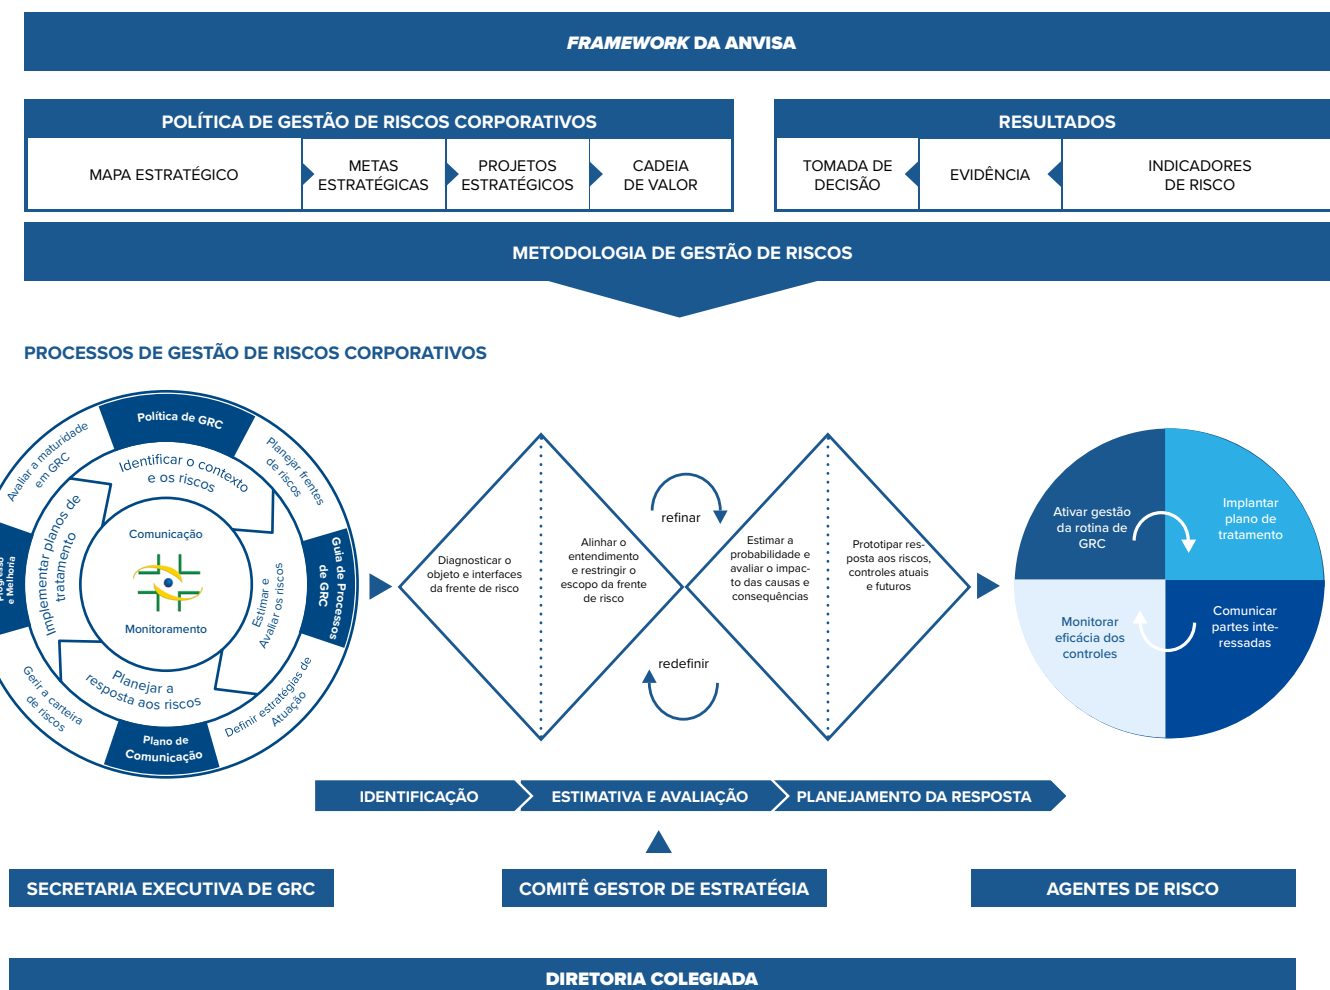 FRAMEWORK DA ANVISA
POLÍTICA DE GESTÃO DE RISCOS CORPORATIVOS
MAPA ESTRATÉGICO
METAS
ESTRATÉGICAS
PROJETOS
ESTRATÉGICOS
CADEIA
DE VALOR
RESULTADOS
TOMADA DE
DECISÃO
EVIDÊNCIA
INDICADORES
DE RISCO
METODOLOGIA DE GESTÃO DE RISCOS
PROCESSOS DE GESTÃO DE RISCOS CORPORATIVOS
Política de GRC
Planejar frentes
de riscos
Guia de Processos
de GRC
Definir estratégias de
Atuação
Plano de
Comunicação
Gerir a carteira
de riscos
e Melhoria
Avaliar a maturidade
em GRC
Identificar o contexto
e os riscos
Estimar e
Avaliar os riscos
Planejar a
resposta aos riscos
Implementar planos de
tratamento
Comunicação
Monitoramento
Diagnosticar o
objeto e interfaces
da frente de risco
Alinhar o
entendimento
e restringir o
escopo da frente
de risco
refinar
redefinir
Estimar a
probabilidade e
avaliar o impac-
to das causas e
consequências
Prototipar res-
posta aos riscos,
controles atuais
e futuros
Ativar gestão
da rotina de
GRC
Implantar
plano de
tratamento
Monitorar
eficácia dos
controles
Comunicar
partes inte-
ressadas
IDENTIFICAÇÃO
ESTIMATIVA E AVALIAÇÃO
PLANEJAMENTO DA RESPOSTA
SECRETARIA EXECUTIVA DE GRC
COMITÊ GESTOR DE ESTRATÉGIA
AGENTES DE RISCO
DIRETORIA COLEGIADA